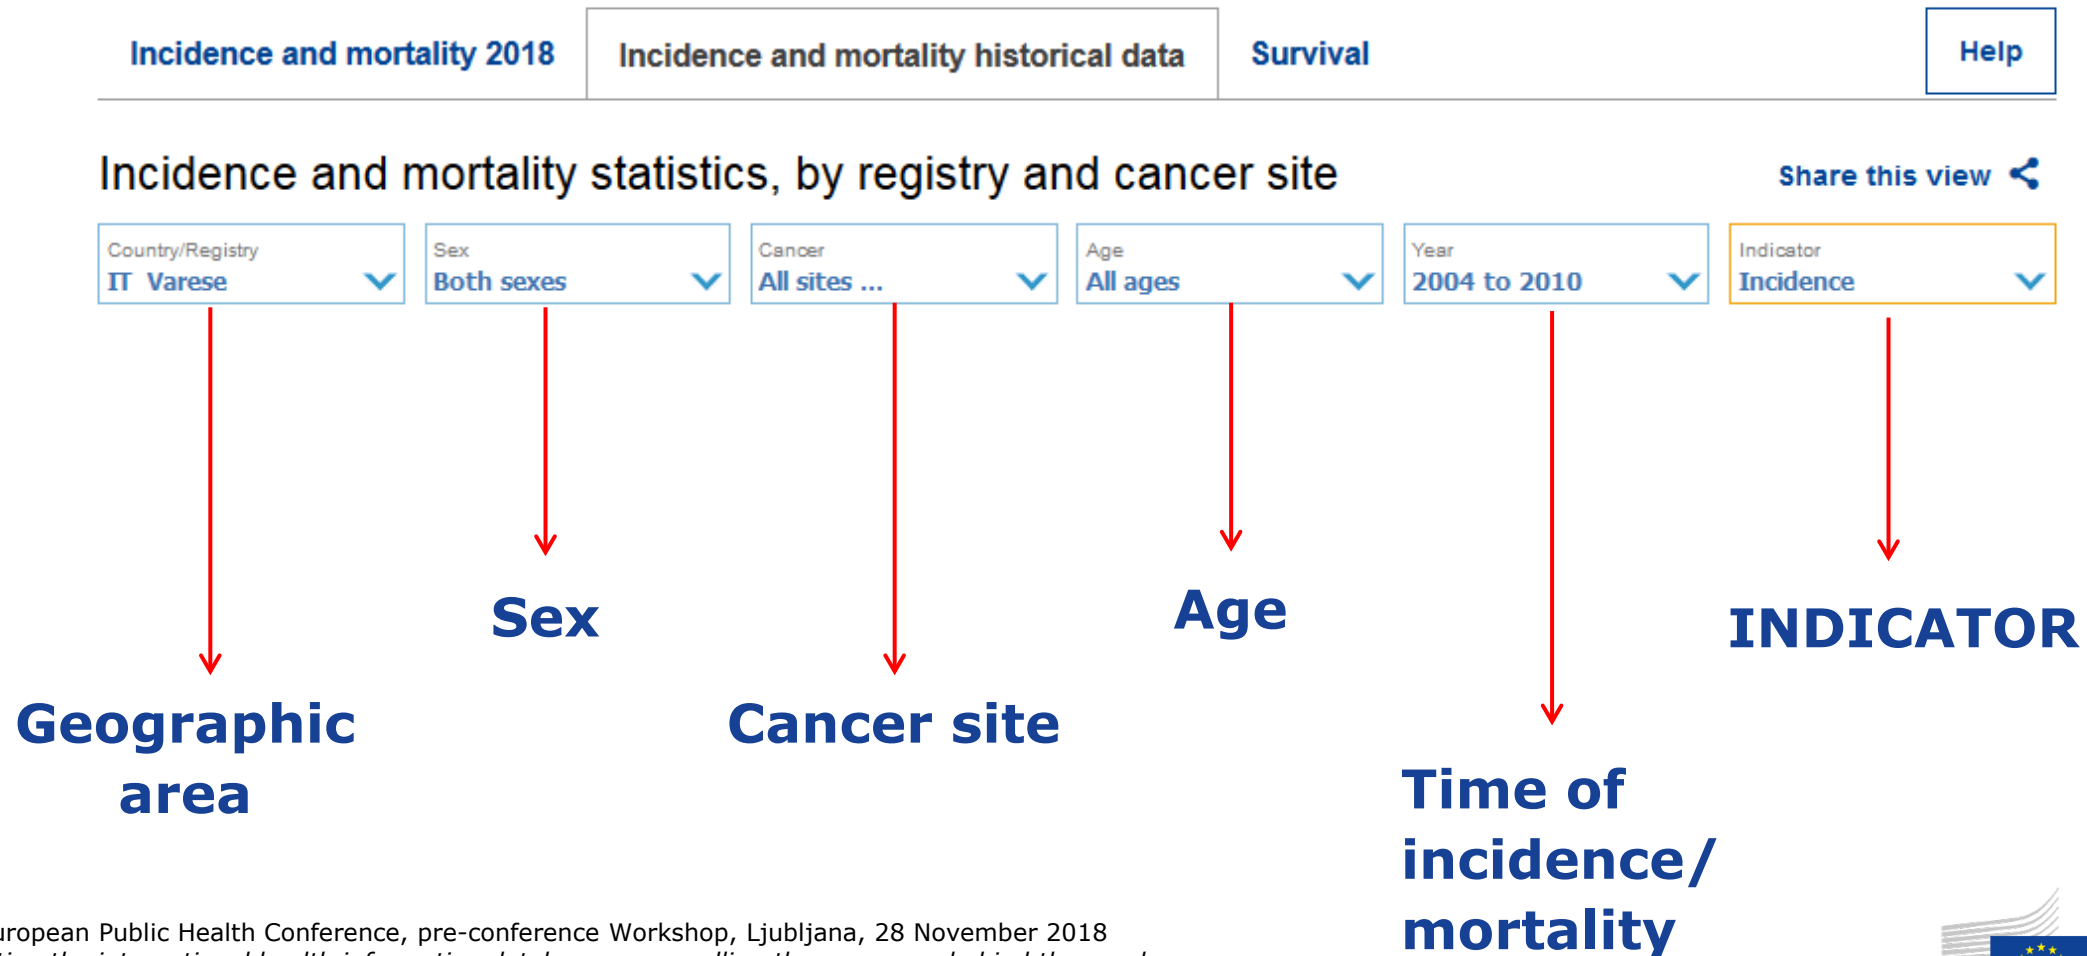 Incidence and mortality 2018
Incidence and mortality historical data
Survival
Help
Incidence and mortality statistics, by registry and cancer site
Share this view
Country/Registry
IT Varese
Sex
Both sexes
Cancer
All sites ...
Age
All ages
Year
2004 to 2010
Indicator
Incidence
Sex
Age
INDICATOR
Geographic
area
Cancer site
Time of
incidence/
mortality
European Public Health Conference, pre-conference Workshop, Ljubljana, 28 November 2018